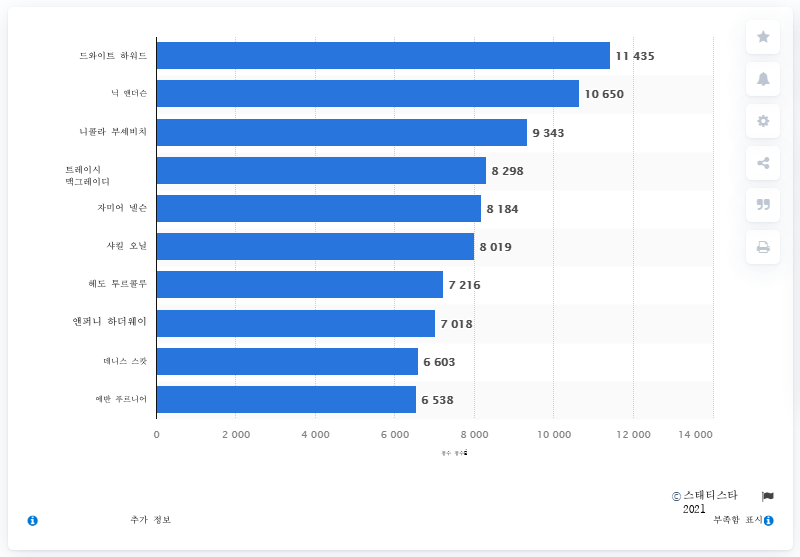 드와이트 하워드
11 435
닉 앤더슨
10 650
니콜라 부세비치
9 343
트레이시
맥그레이디
8 298
자미어 넬슨
8 184
샤킬 오닐
8 019
헤도 투르콜루
7 216
앤퍼니 하더웨이
7 018
데니스 스캇
6 603
에반 푸르니어
6 538
0 2 000 4 000 6 000 8 000 10 000 12 000 14 000
© 스태티스타
2021
추가 정보
부족함 표시